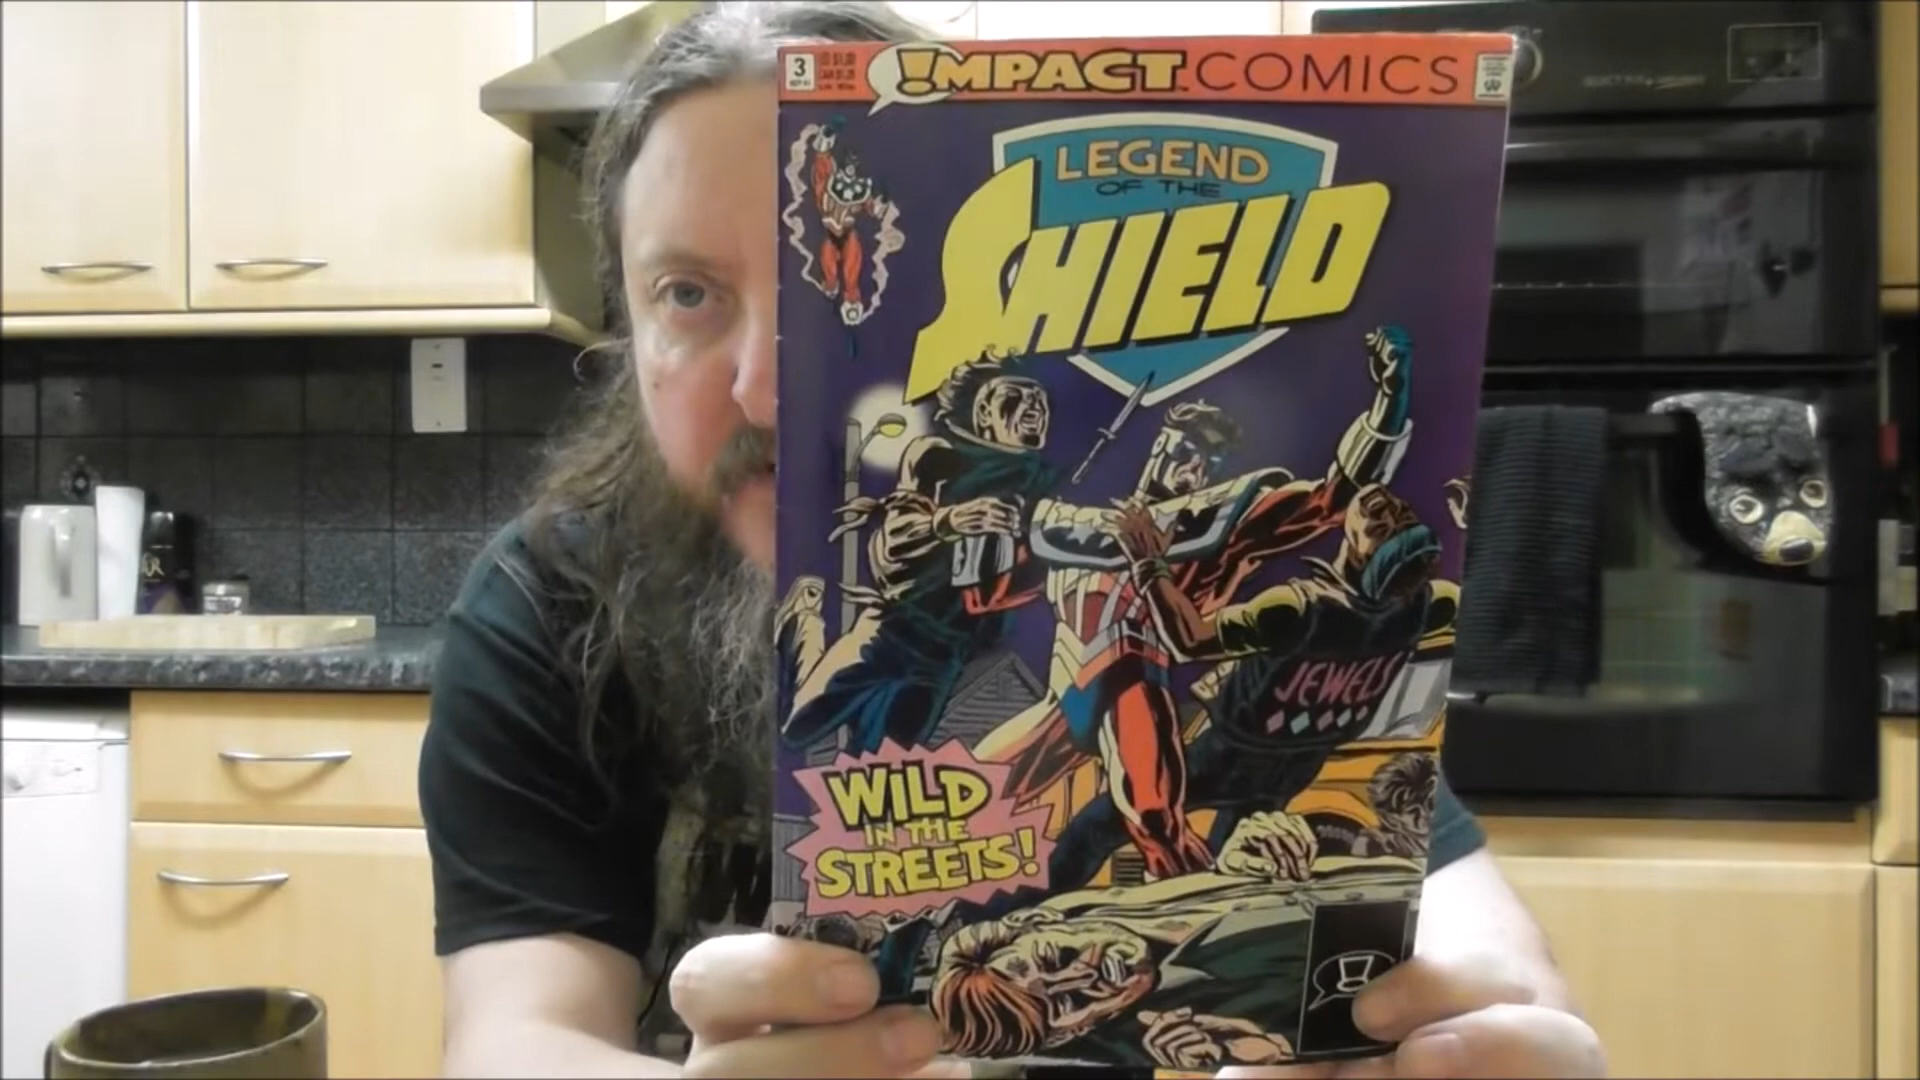 3
!MPACT COMICS
LEGEND
OF THE
SHIELD
JEWELS
WILD
IN THE
STREETS!